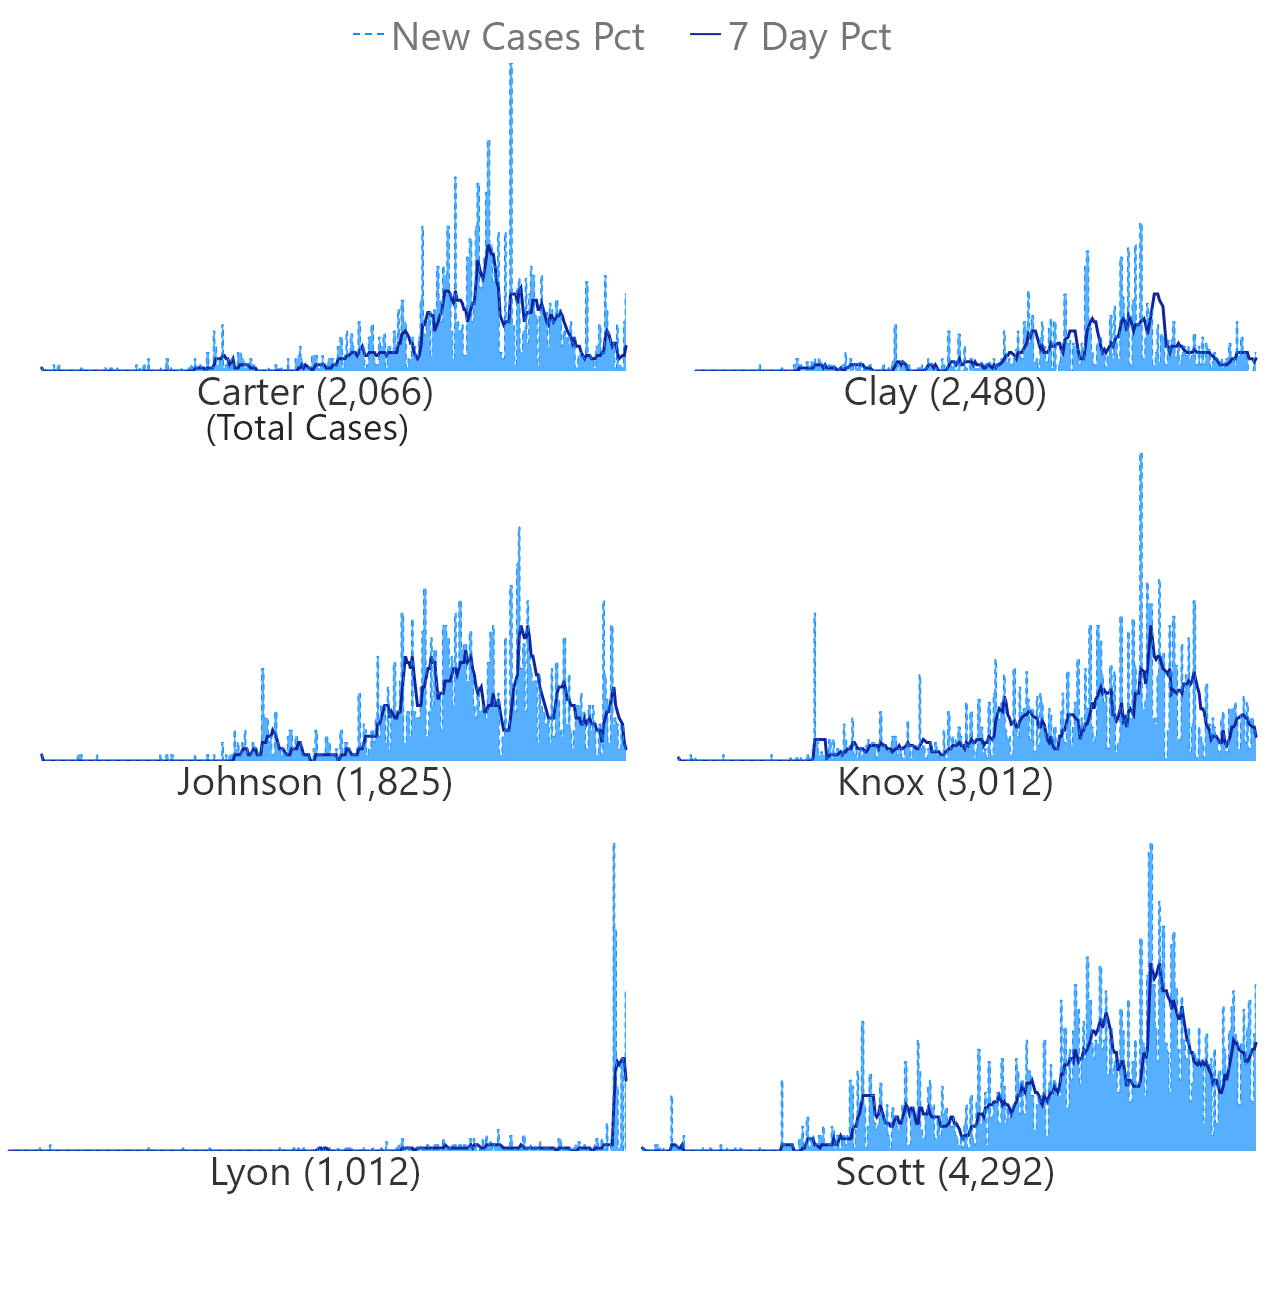 New Cases Pct 7 Day Pct
Carter (2,066) Clay (2,480)
(Total Cases)
Johnson (1,825) Knox (3,012)
Lyon (1,012) Scott (4,292)